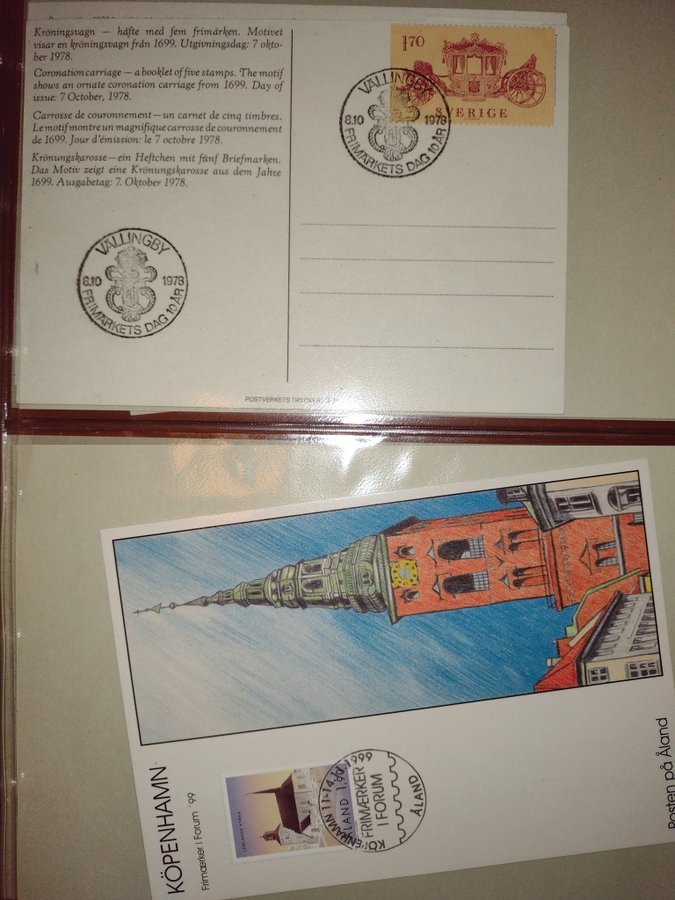 Kröningsvagn — häfte med fem frimärken. Motivet
visar en kröningsvagn från 1699. Utgivningsdag: 7 okto-
ber 1978.
Coronation carriage — a booklet of five stamps. The motif
shows an ornate coronation carriage from 1699. Day of
issue: 7 October, 1978.
Carrosse de couronnement — un carnet de cinq timbres.
Le motif montre un magnifique carrosse de couronnement
de 1699. Jour d'émission: le 7 octobre 1978.
Krönungskarosse — ein Heftchen mit fünf Briefmarken.
Das Motiv zeigt eine Krönungskarosse aus dem Jahre
1699. Ausgabetag: 7. Oktober 1978.
1.70
SVERIGE
VÄLLINGBY
8.10 1978
FRIMÄRKETS DAG 10 ÅR
VÄLLINGBY
8.10 1978
FRIMÄRKETS DAG 10 ÅR
POSTVERKETS
KÖPENHAMN
Frimærker i Forum '99
KÖPENHAMN 11-14. 1999
ÅLAND
FRIMÆRKER
I FORUM
ÅLAND
Posten på Åland